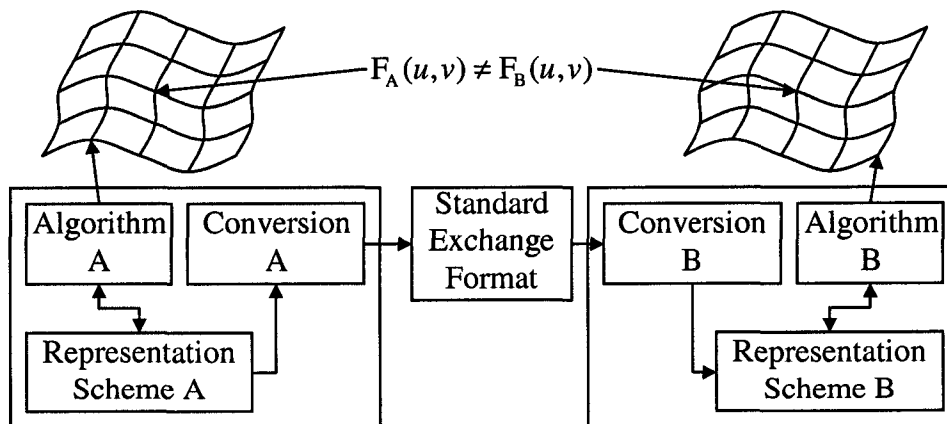 F_A(u,v) ≠ F_B(u,v)
Algorithm
A
Conversion
A
Standard
Exchange
Format
Conversion
B
Algorithm
B
Representation
Scheme A
Representation
Scheme B